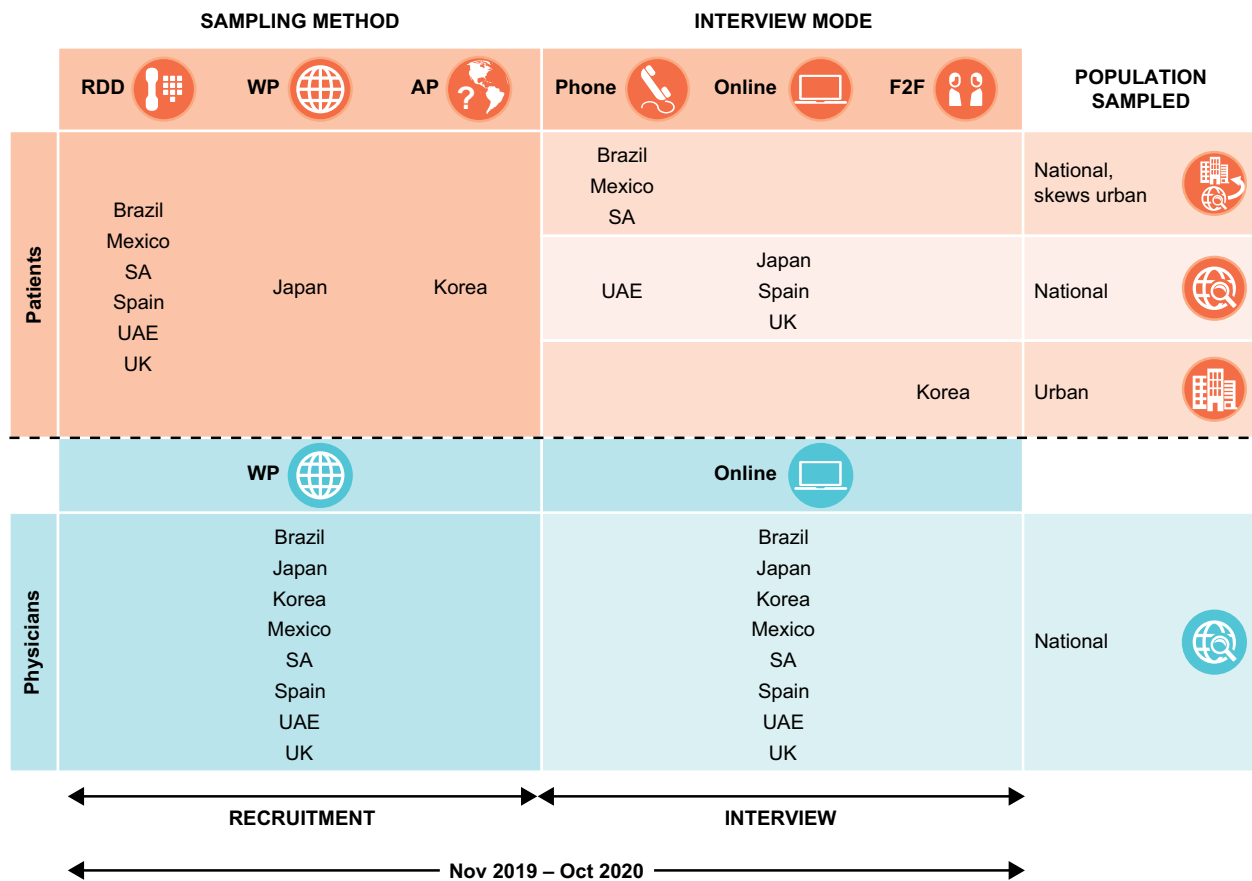 SAMPLING METHOD
INTERVIEW MODE
POPULATION
SAMPLED
RDD
WP
AP
?
Phone
Online
F2F
Patients
Brazil
Mexico
SA
Spain
UAE
UK
Japan
Korea
Brazil
Mexico
SA
National,
skews urban
UAE
Japan
Spain
UK
National
Korea
Urban
WP
Online
Physicians
Brazil
Japan
Korea
Mexico
SA
Spain
UAE
UK
Brazil
Japan
Korea
Mexico
SA
Spain
UAE
UK
National
RECRUITMENT
INTERVIEW
Nov 2019 – Oct 2020